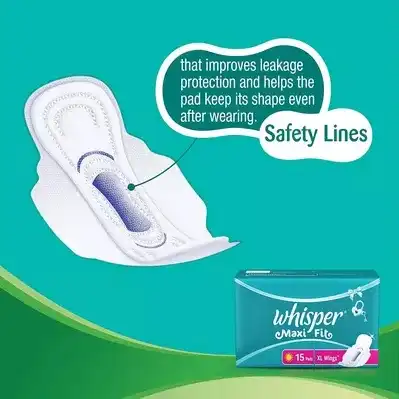 that improves leakage
protection and helps the
pad keep its shape even
after wearing.
Safety Lines
whisper
Maxi Fit
15 Pads XL Wings